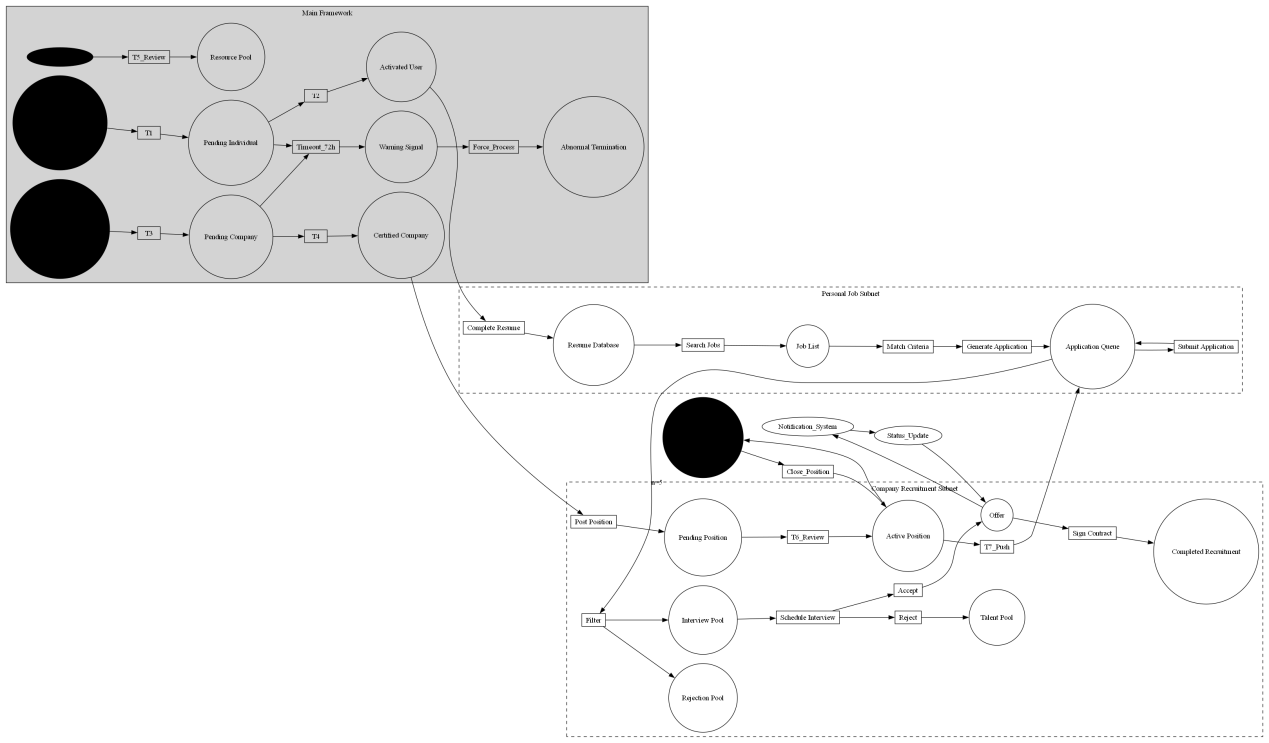 Main Framework
T5_Review
Resource Pool
Activated User
T2
T1
Pending Individual
Timeout_72h
Warning Signal
Force_Process
Abnormal Termination
T3
Pending Company
T4
Certified Company
Personal Job Subnet
Complete Resume
Resume Database
Search Jobs
Job List
Match Criteria
Generate Application
Application Queue
Submit Application
Notification_System
Status_Update
Close_Position
n=5
Company Recruitment Subnet
Post Position
Pending Position
T6_Review
Active Position
T7_Push
Offer
Sign Contract
Completed Recruitment
Accept
Filter
Interview Pool
Schedule Interview
Reject
Talent Pool
Rejection Pool